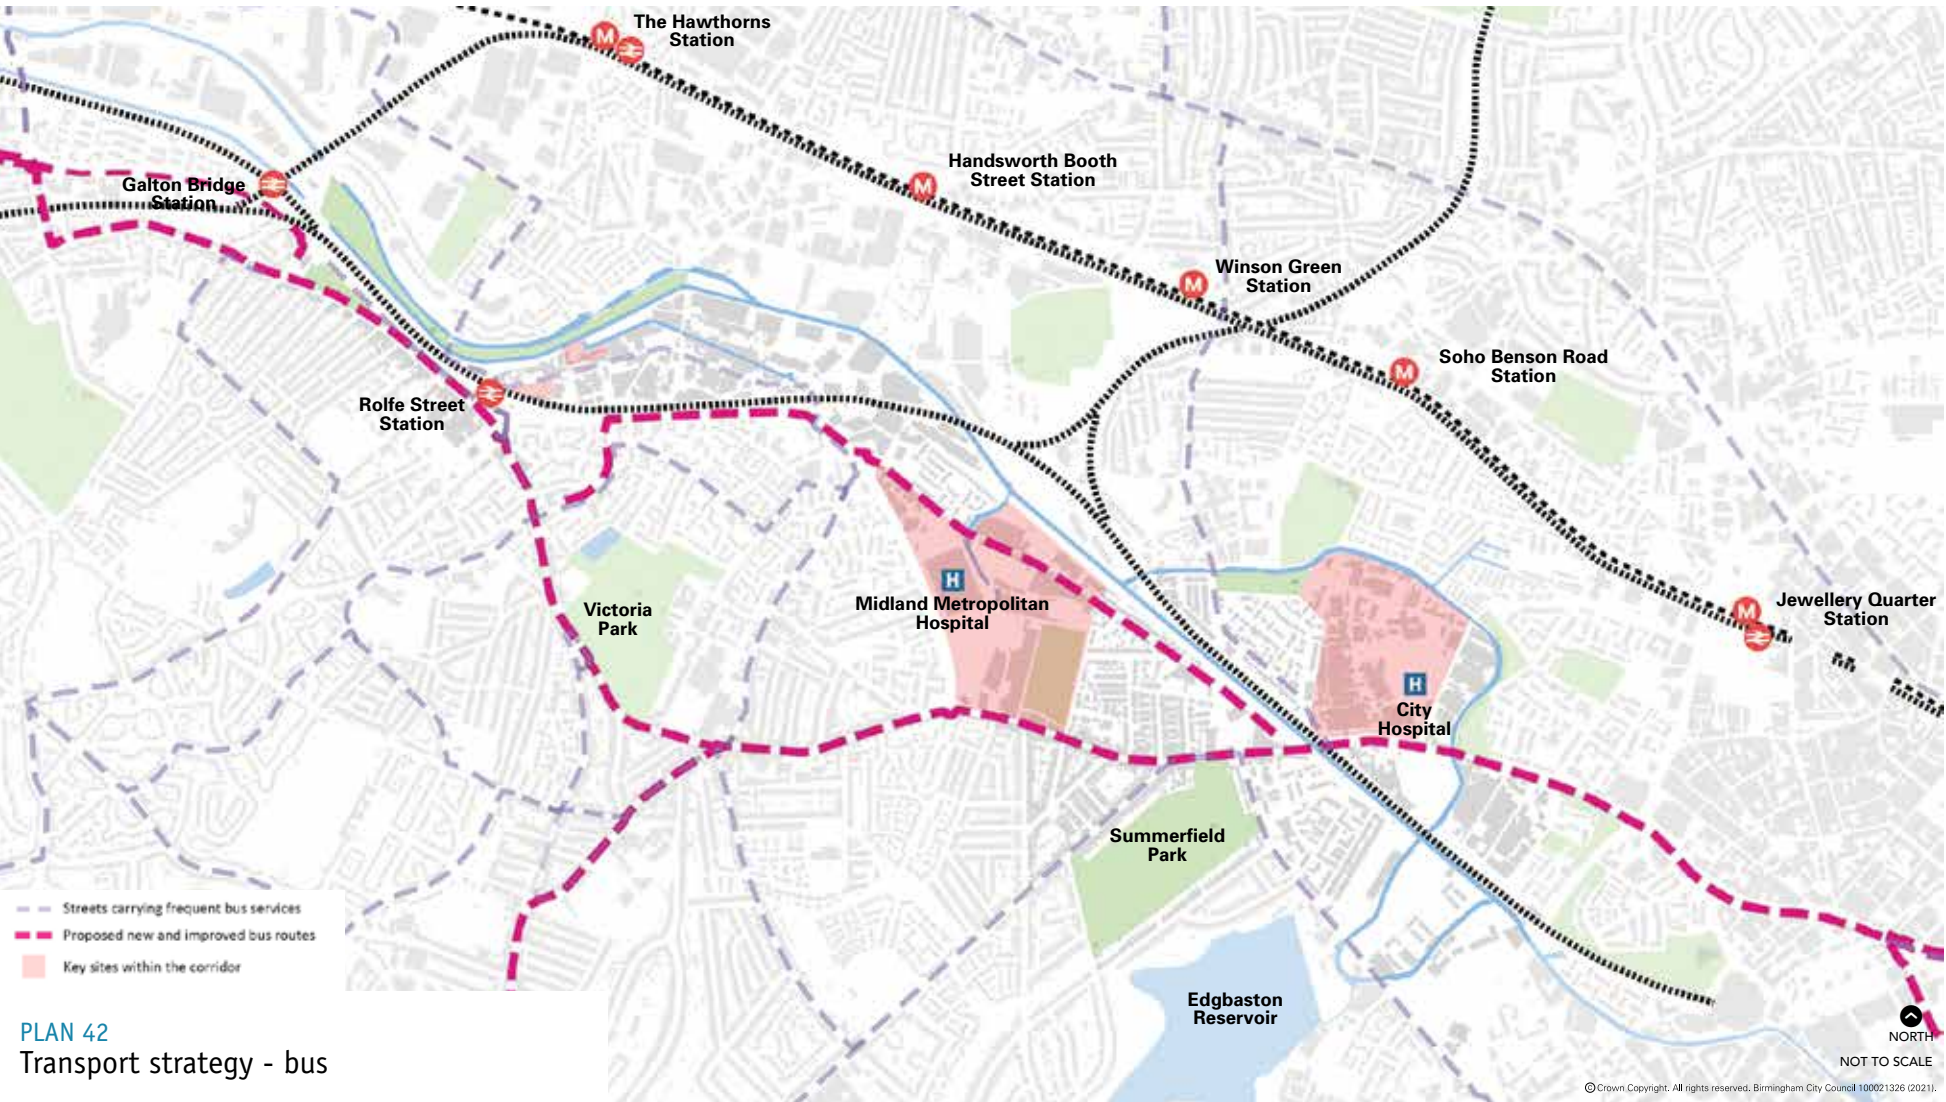 The Hawthorns
Station
M
Handsworth Booth
Street Station
M
Galton Bridge
Station
Winson Green
Station
M
Soho Benson Road
Station
M
Rolfe Street
Station
H
Midland Metropolitan
Hospital
Victoria
Park
M
Jewellery Quarter
Station
H
City
Hospital
Summerfield
Park
Edgbaston
Reservoir
Streets carrying frequent bus services
Proposed new and improved bus routes
Key sites within the corridor
PLAN 42
Transport strategy - bus
NORTH
NOT TO SCALE
© Crown Copyright. All rights reserved. Birmingham City Council 100021326 (2021).